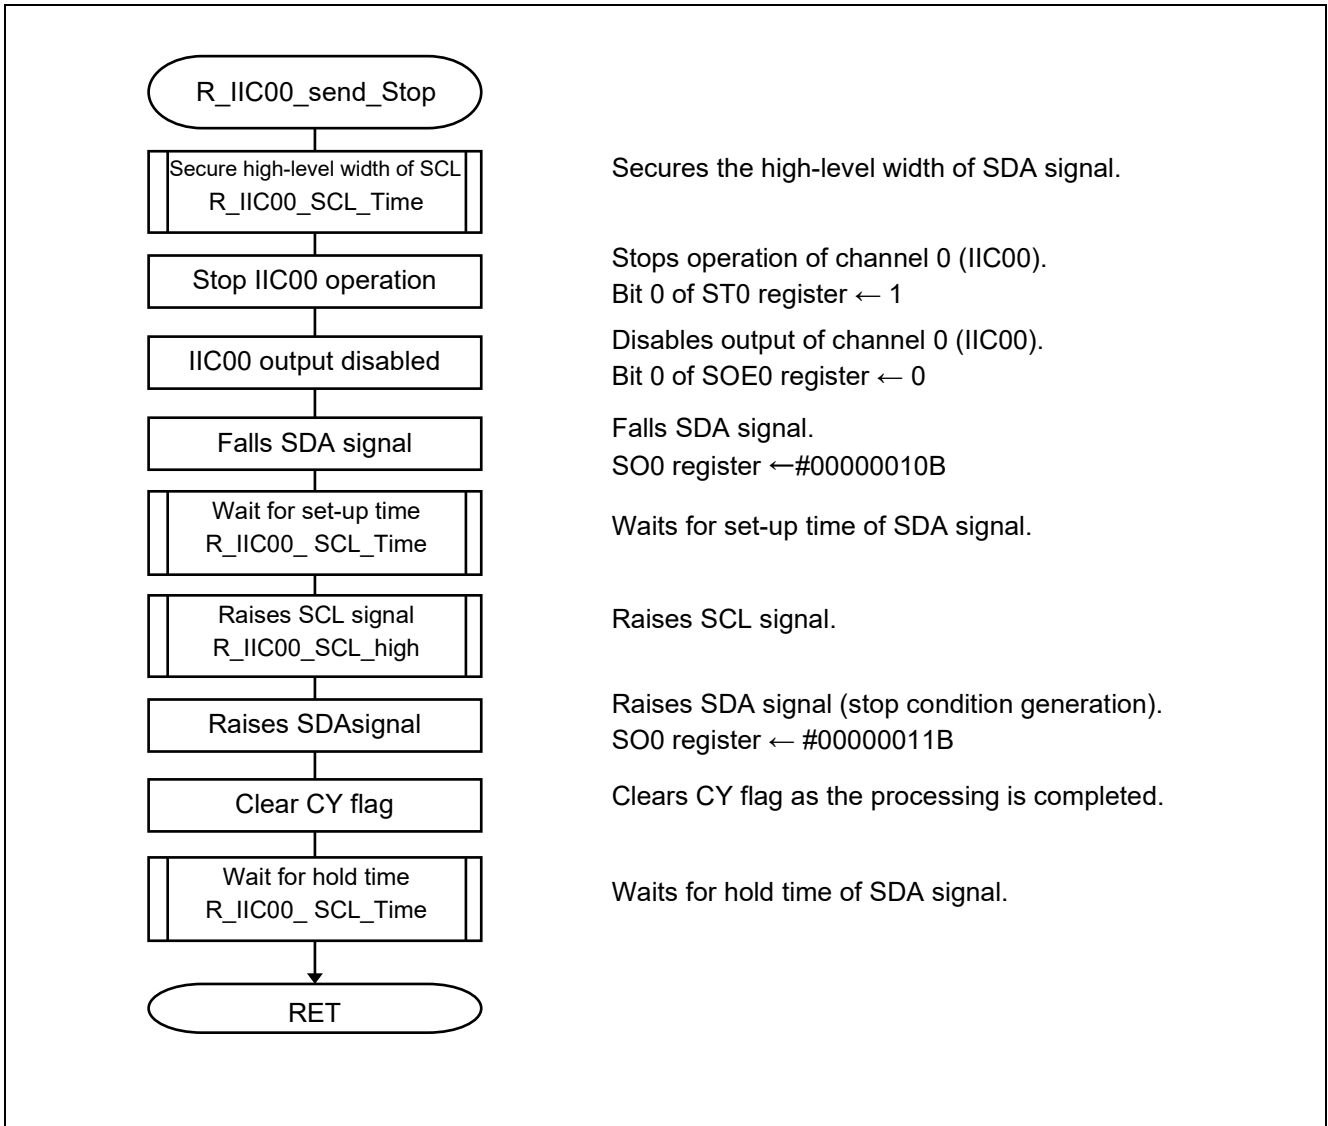 R_IIC00_send_Stop
Secure high-level width of SCL
R_IIC00_SCL_Time
Secures the high-level width of SDA signal.
Stop IIC00 operation
Stops operation of channel 0 (IIC00).
Bit 0 of ST0 register ← 1
IIC00 output disabled
Disables output of channel 0 (IIC00).
Bit 0 of SOE0 register ← 0
Falls SDA signal
Falls SDA signal.
SO0 register ←#00000010B
Wait for set-up time
R_IIC00_ SCL_Time
Waits for set-up time of SDA signal.
Raises SCL signal
R_IIC00_SCL_high
Raises SCL signal.
Raises SDAsignal
Raises SDA signal (stop condition generation).
SO0 register ← #00000011B
Clear CY flag
Clears CY flag as the processing is completed.
Wait for hold time
R_IIC00_ SCL_Time
Waits for hold time of SDA signal.
RET